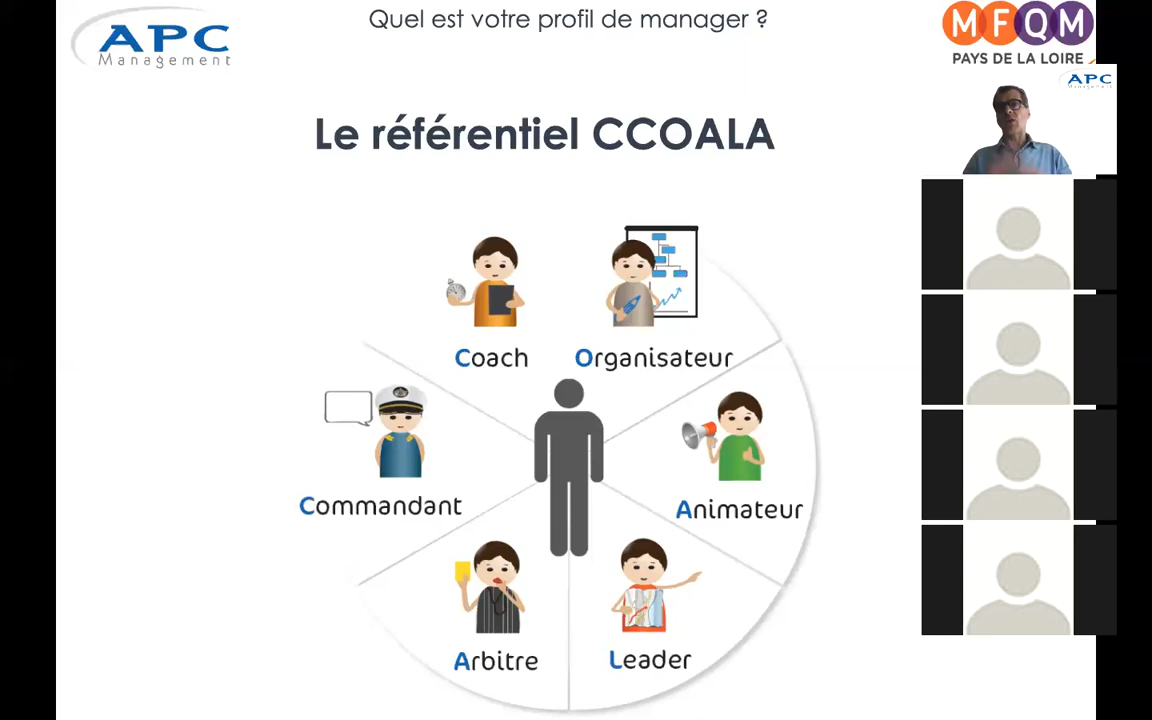 Quel est votre profil de manager ?
APC
Management
MFQM
PAYS DE LA LOIRE
APC
Management
Le référentiel CCOALA
Coach
Organisateur
Commandant
Animateur
Arbitre
Leader